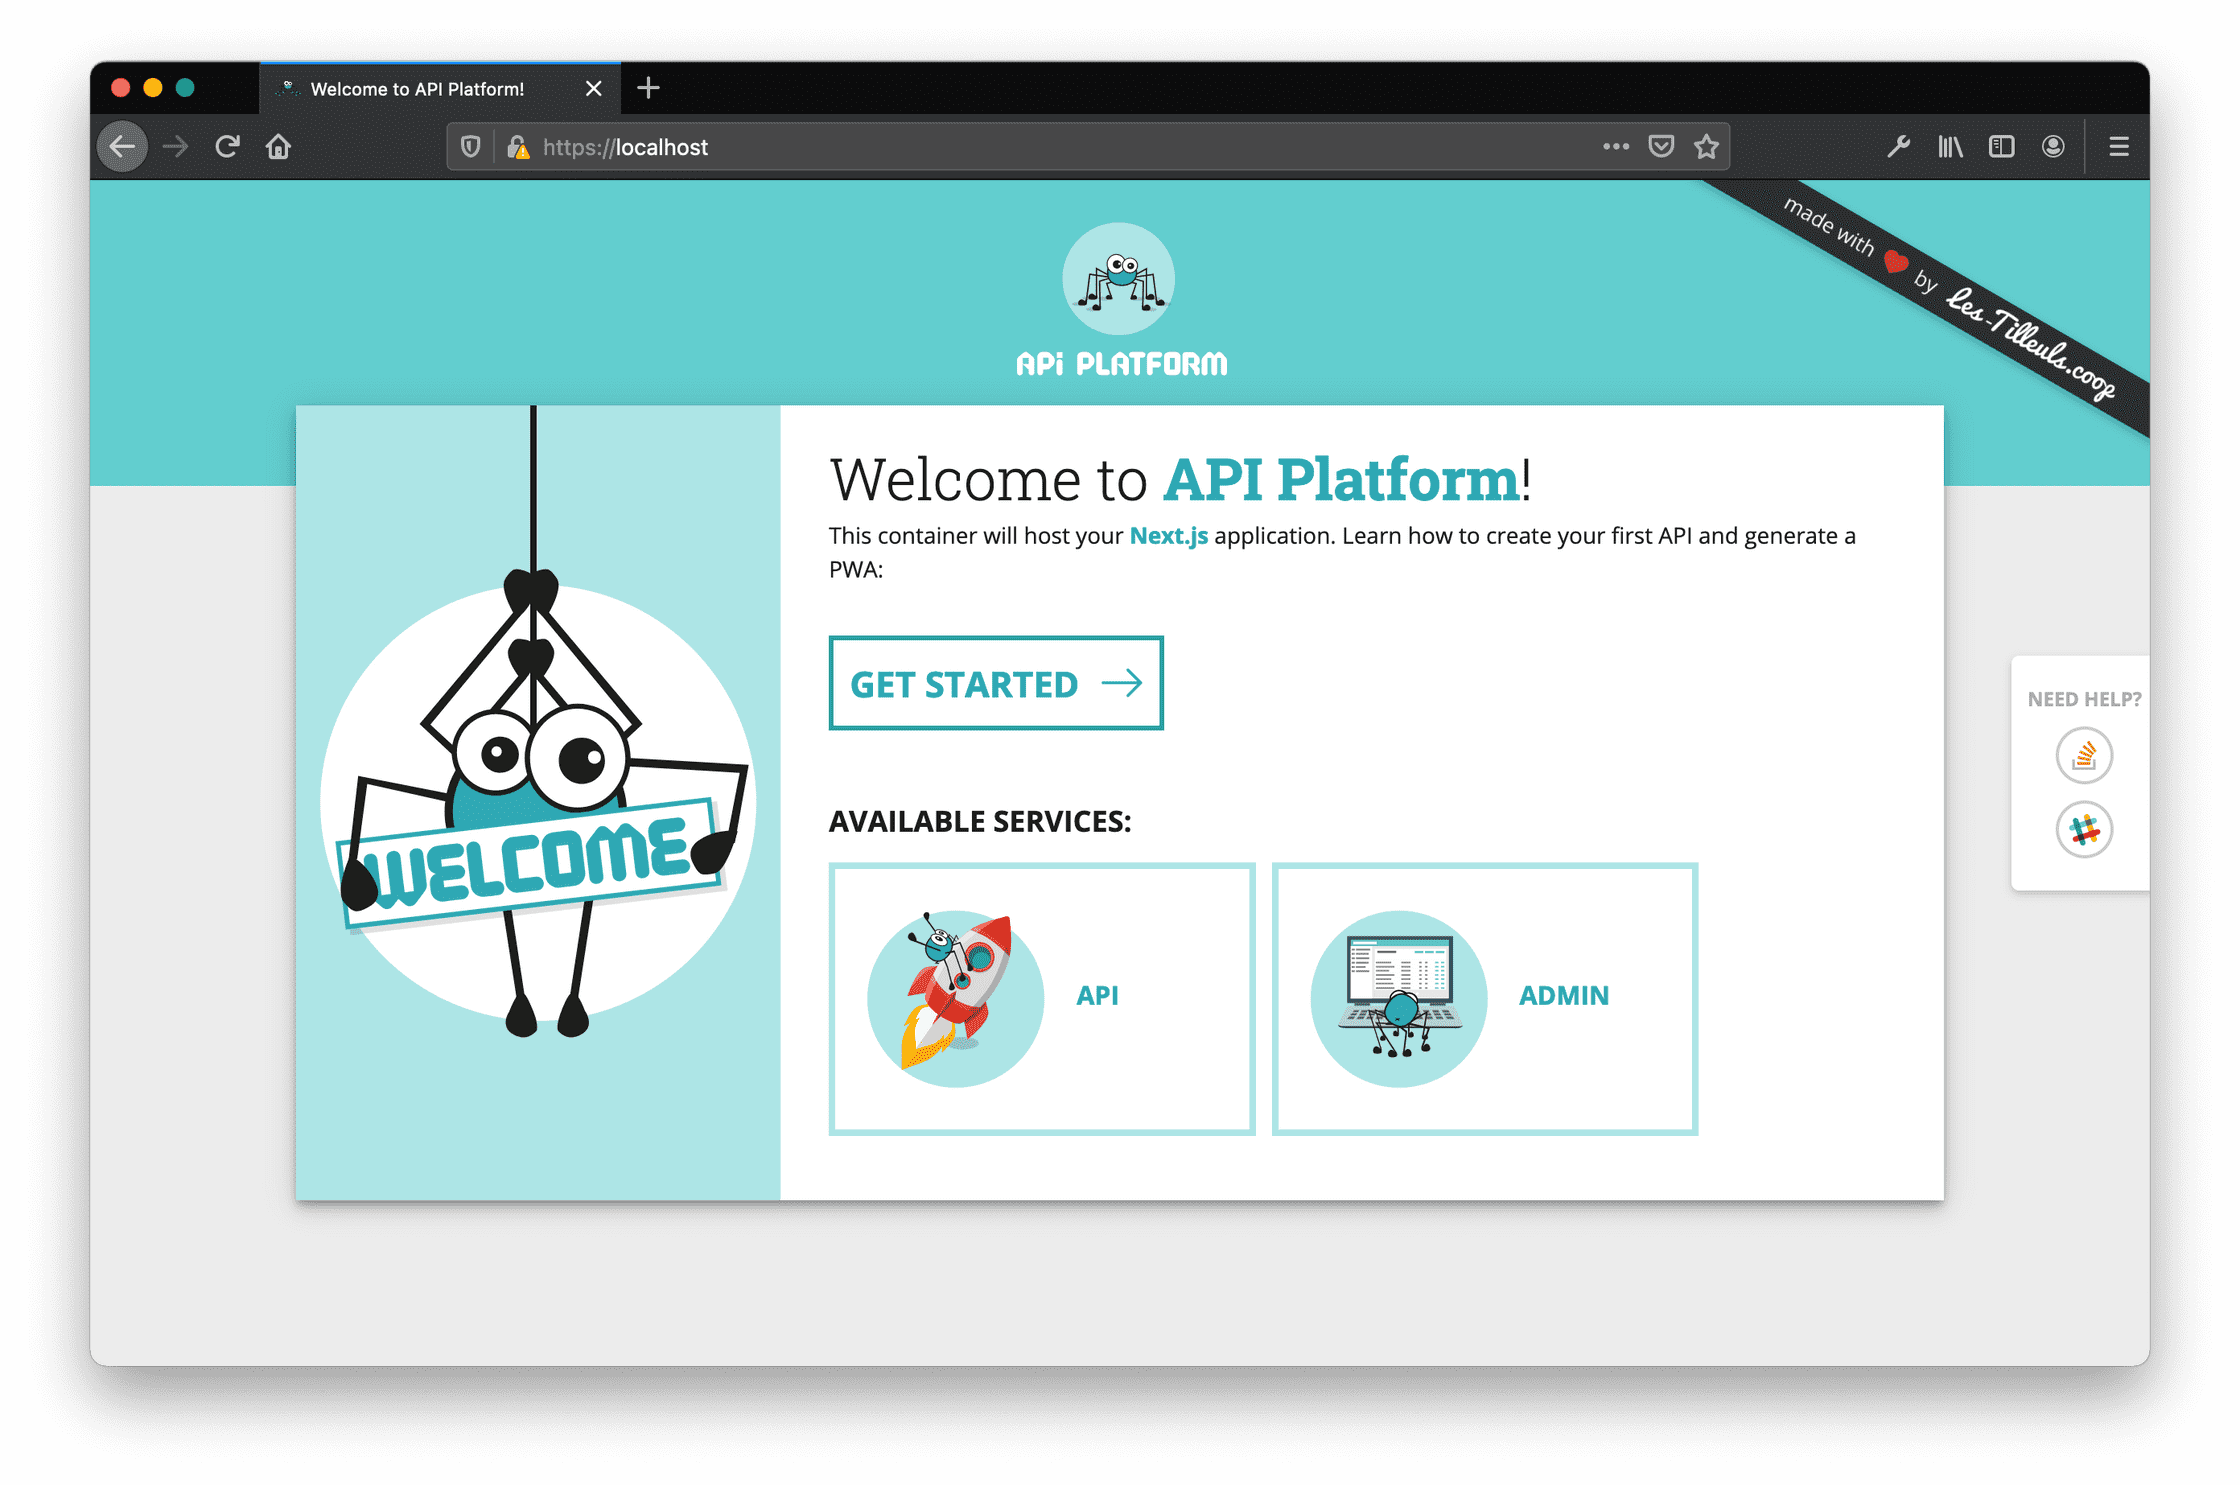 Welcome to API Platform!
https://localhost
made with by Les-Tilleuls.coop
APi PLATFORM
Welcome to API Platform!
This container will host your Next.js application. Learn how to create your first API and generate a
PWA:
GET STARTED
WELCOME
NEED HELP?
AVAILABLE SERVICES:
API
ADMIN